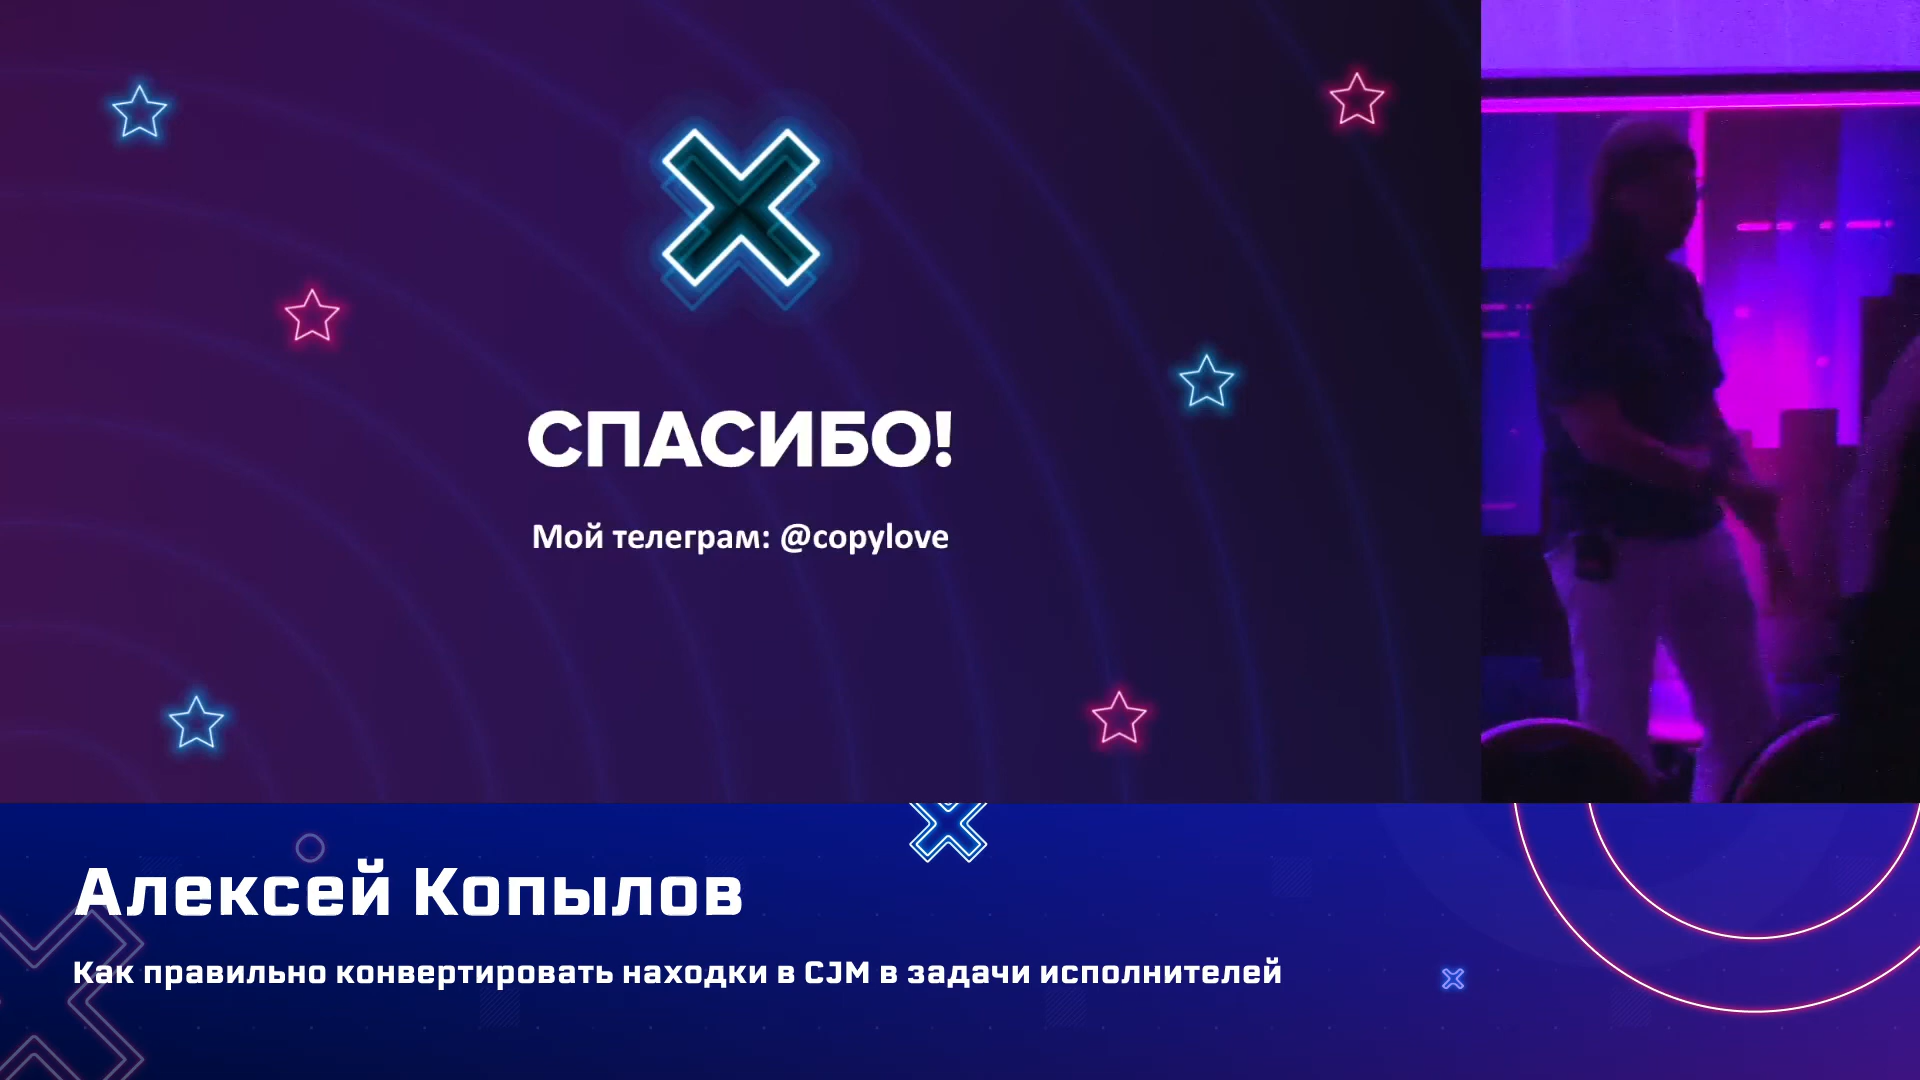 СПАСИБО!
Мой телеграм: @copylove
Алексей Копылов
Как правильно конвертировать находки в CJM в задачи исполнителей